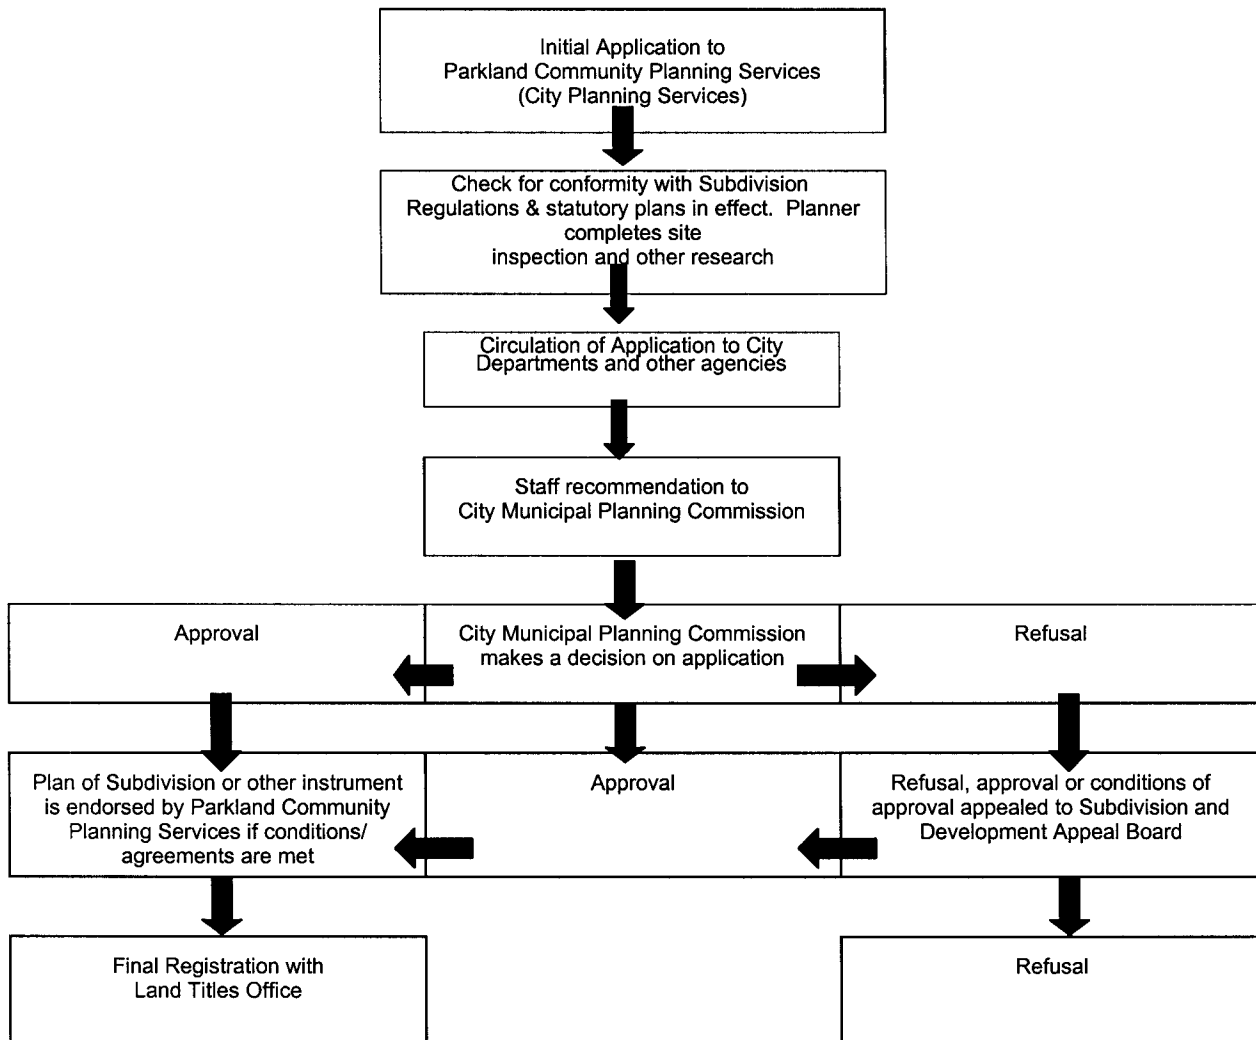 Initial Application to
Parkland Community Planning Services
(City Planning Services)
Check for conformity with Subdivision
Regulations & statutory plans in effect. Planner
completes site
inspection and other research
Circulation of Application to City
Departments and other agencies
Staff recommendation to
City Municipal Planning Commission
Approval
City Municipal Planning Commission
makes a decision on application
Refusal
Plan of Subdivision or other instrument
is endorsed by Parkland Community
Planning Services if conditions/
agreements are met
Approval
Refusal, approval or conditions of
approval appealed to Subdivision and
Development Appeal Board
Final Registration with
Land Titles Office
Refusal